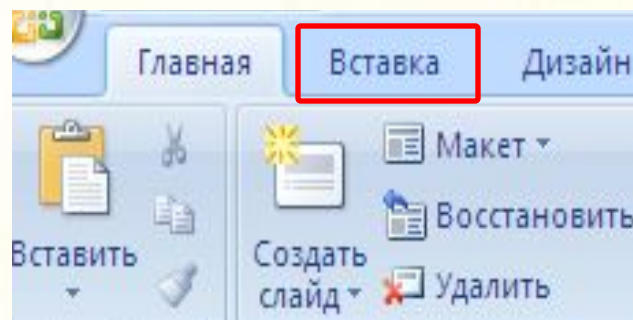 Главная Вставка Дизайн
Макет
Восстановить
Вставить
Создать
слайд
Удалить